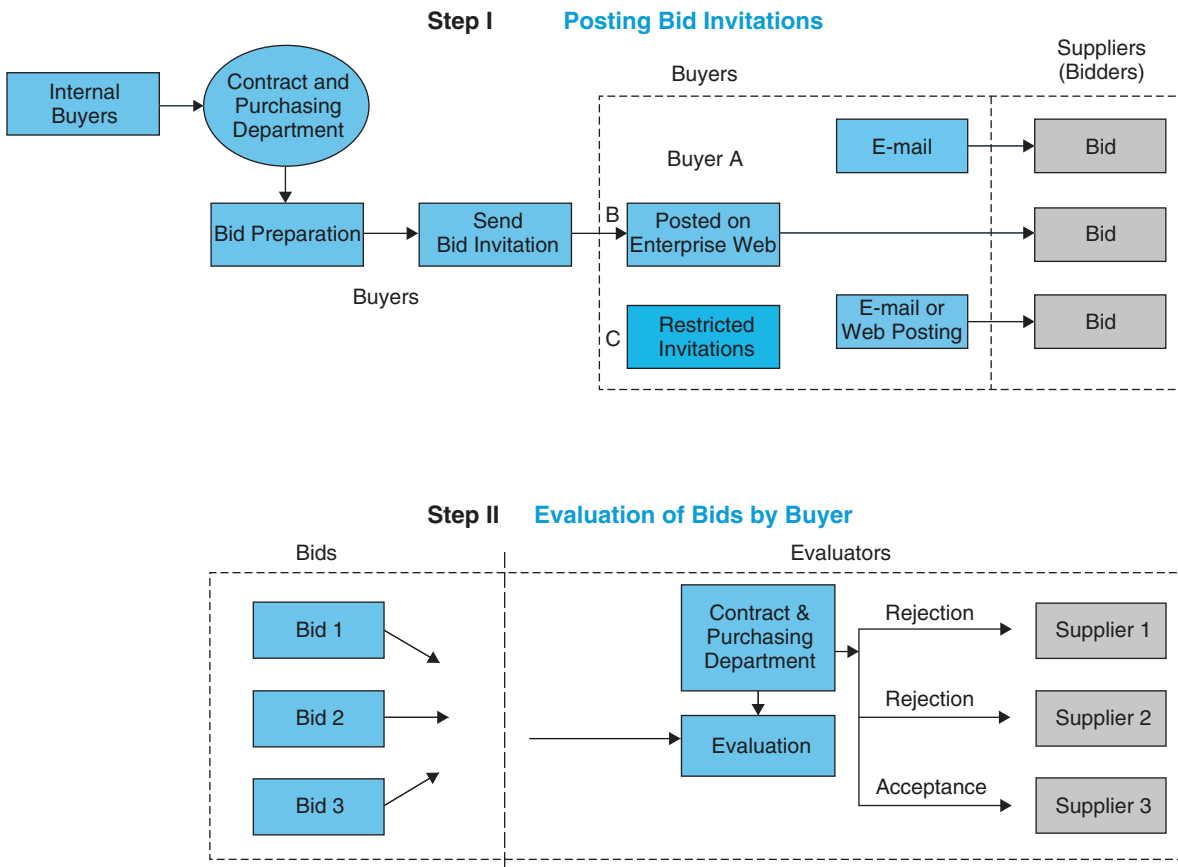 Step I Posting Bid Invitations
Suppliers
(Bidders)
Buyers
Internal
Buyers
Contract and
Purchasing
Department
E-mail
Bid
Buyer A
Bid Preparation
Send
Bid Invitation
B
Posted on
Enterprise Web
Bid
Buyers
C
Restricted
Invitations
E-mail or
Web Posting
Bid
Step II Evaluation of Bids by Buyer
Bids
Evaluators
Bid 1
Bid 2
Bid 3
Contract &
Purchasing
Department
Evaluation
Rejection
Supplier 1
Rejection
Supplier 2
Acceptance
Supplier 3